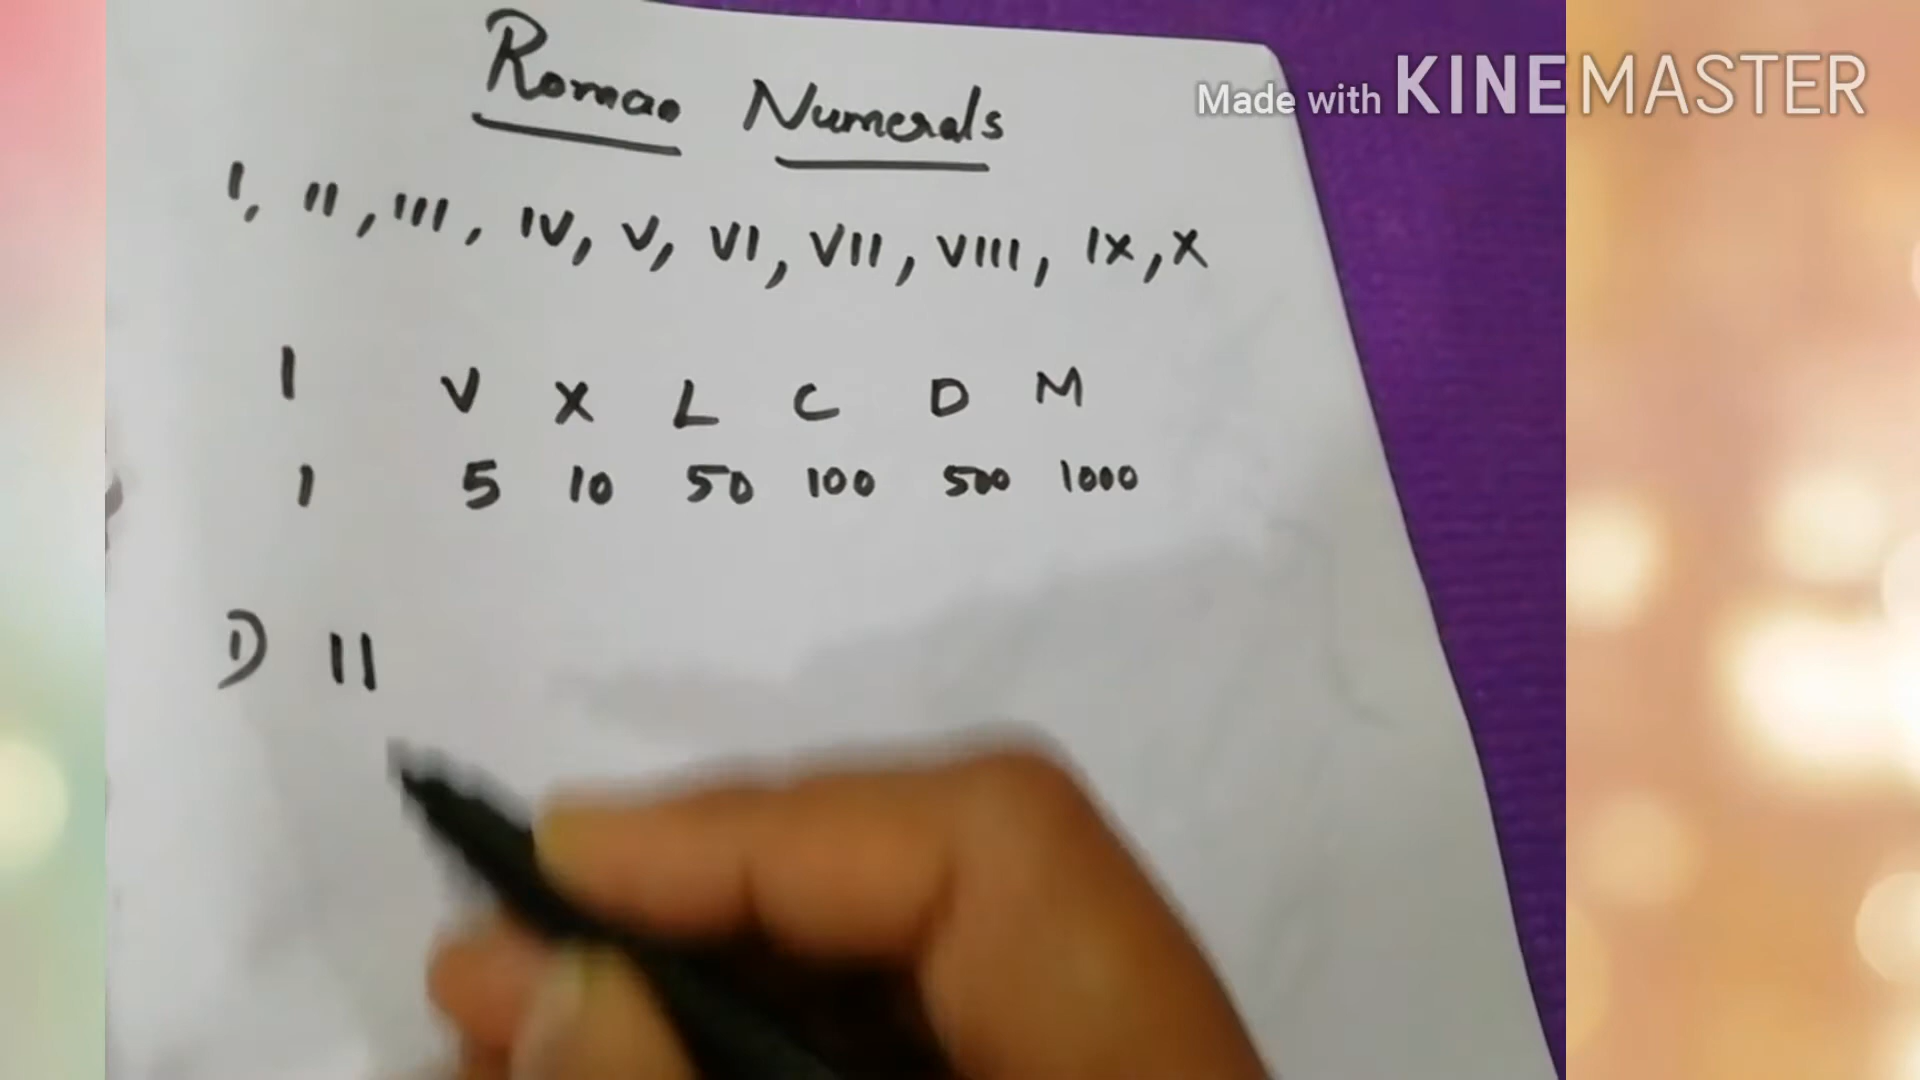 Roman Numerals
Made with KINEMASTER
I, II, III, IV, V, VI, VII, VIII, IX, X
I V X L C D M
1 5 10 50 100 500 1000
1) II